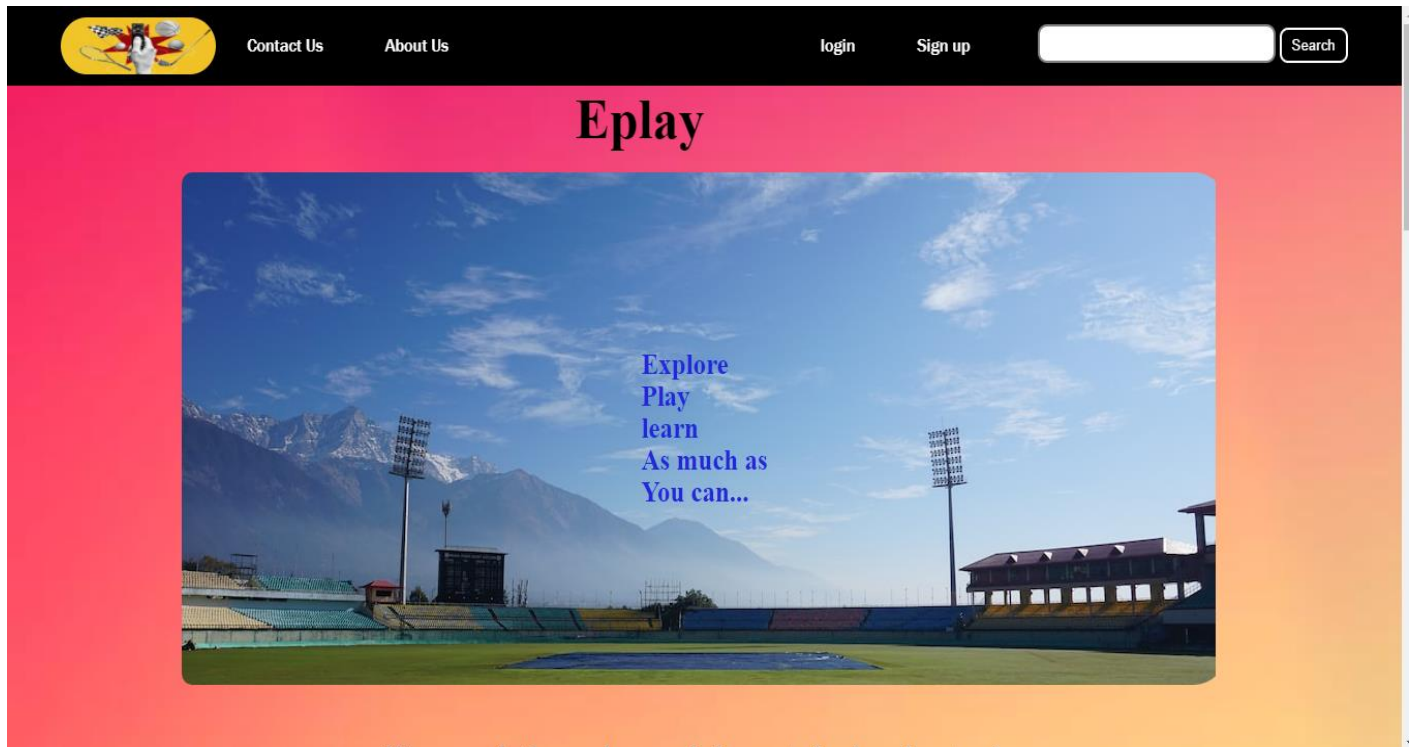 Contact Us
About Us
login
Sign up
Search
Eplay
Explore
Play
learn
As much as
You can...